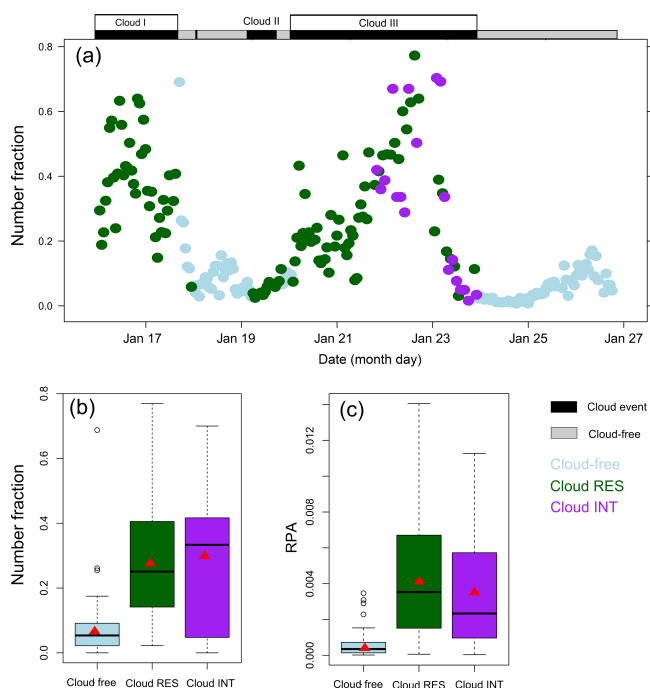 Cloud I
Cloud II
Cloud III
(a)
Number fraction
0.8
0.6
0.4
0.2
0.0
Jan 17
Jan 19
Jan 21
Jan 23
Jan 25
Jan 27
Date (month day)
(b)
Number fraction
0.8
0.6
0.4
0.2
0.0
Cloud-free
Cloud RES
Cloud INT
(c)
RPA
0.012
0.008
0.004
0.000
Cloud-free
Cloud RES
Cloud INT
Cloud event
Cloud-free
Cloud-free
Cloud RES
Cloud INT